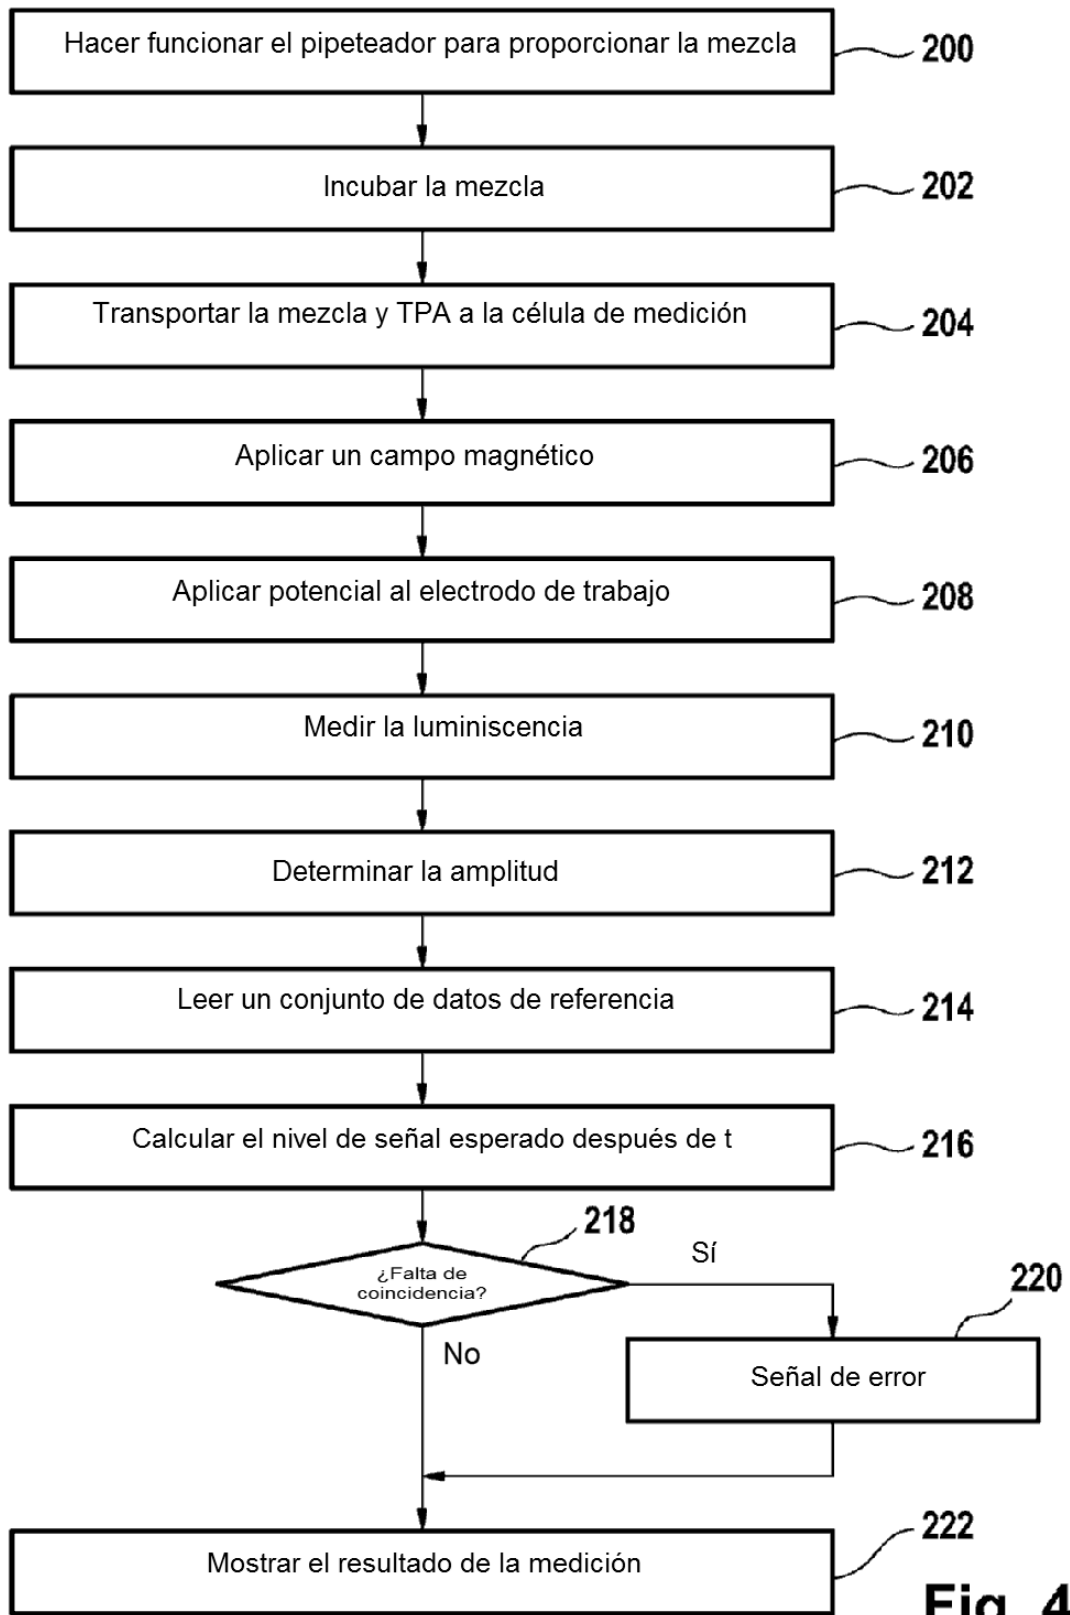 Hacer funcionar el pipeteador para proporcionar la mezcla
200
Incubar la mezcla
202
Transportar la mezcla y TPA a la célula de medición
204
Aplicar un campo magnético
206
Aplicar potencial al electrodo de trabajo
208
Medir la luminiscencia
210
Determinar la amplitud
212
Leer un conjunto de datos de referencia
214
Calcular el nivel de señal esperado después de t
216
218
¿Falta de
coincidencia?
Sí
220
No
Señal de error
222
Mostrar el resultado de la medición
Fig. 4